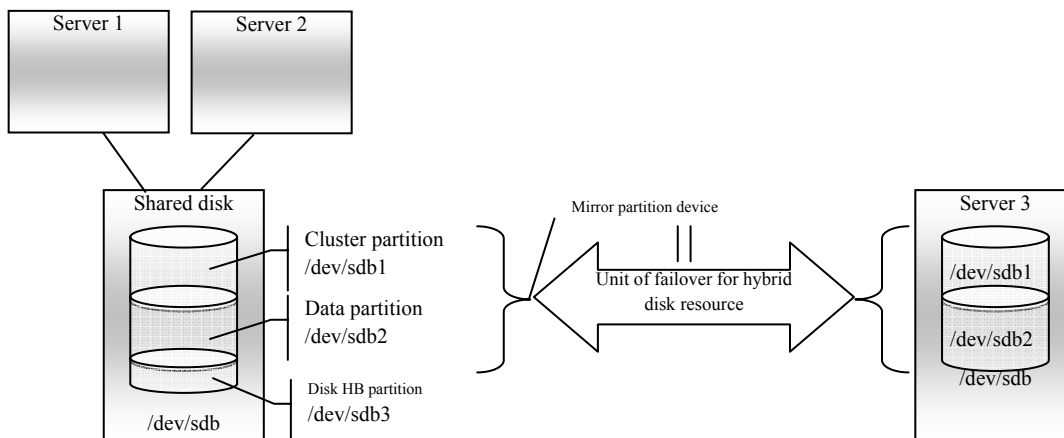 Server 1
Server 2
Shared disk
Cluster partition
/dev/sdb1
Data partition
/dev/sdb2
Disk HB partition
/dev/sdb3
/dev/sdb
Mirror partition device
Unit of failover for hybrid
disk resource
Server 3
/dev/sdb1
/dev/sdb2
/dev/sdb